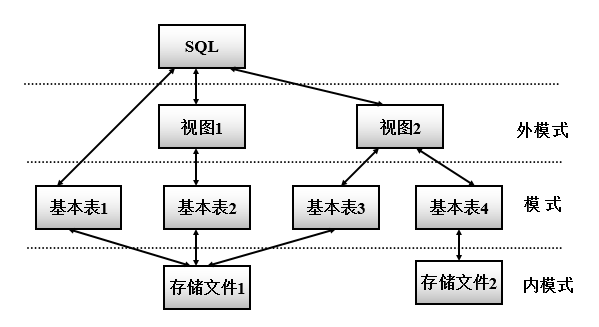 SQL
视图1
视图2
外模式
基本表1
基本表2
基本表3
基本表4
模 式
存储文件1
存储文件2
内模式